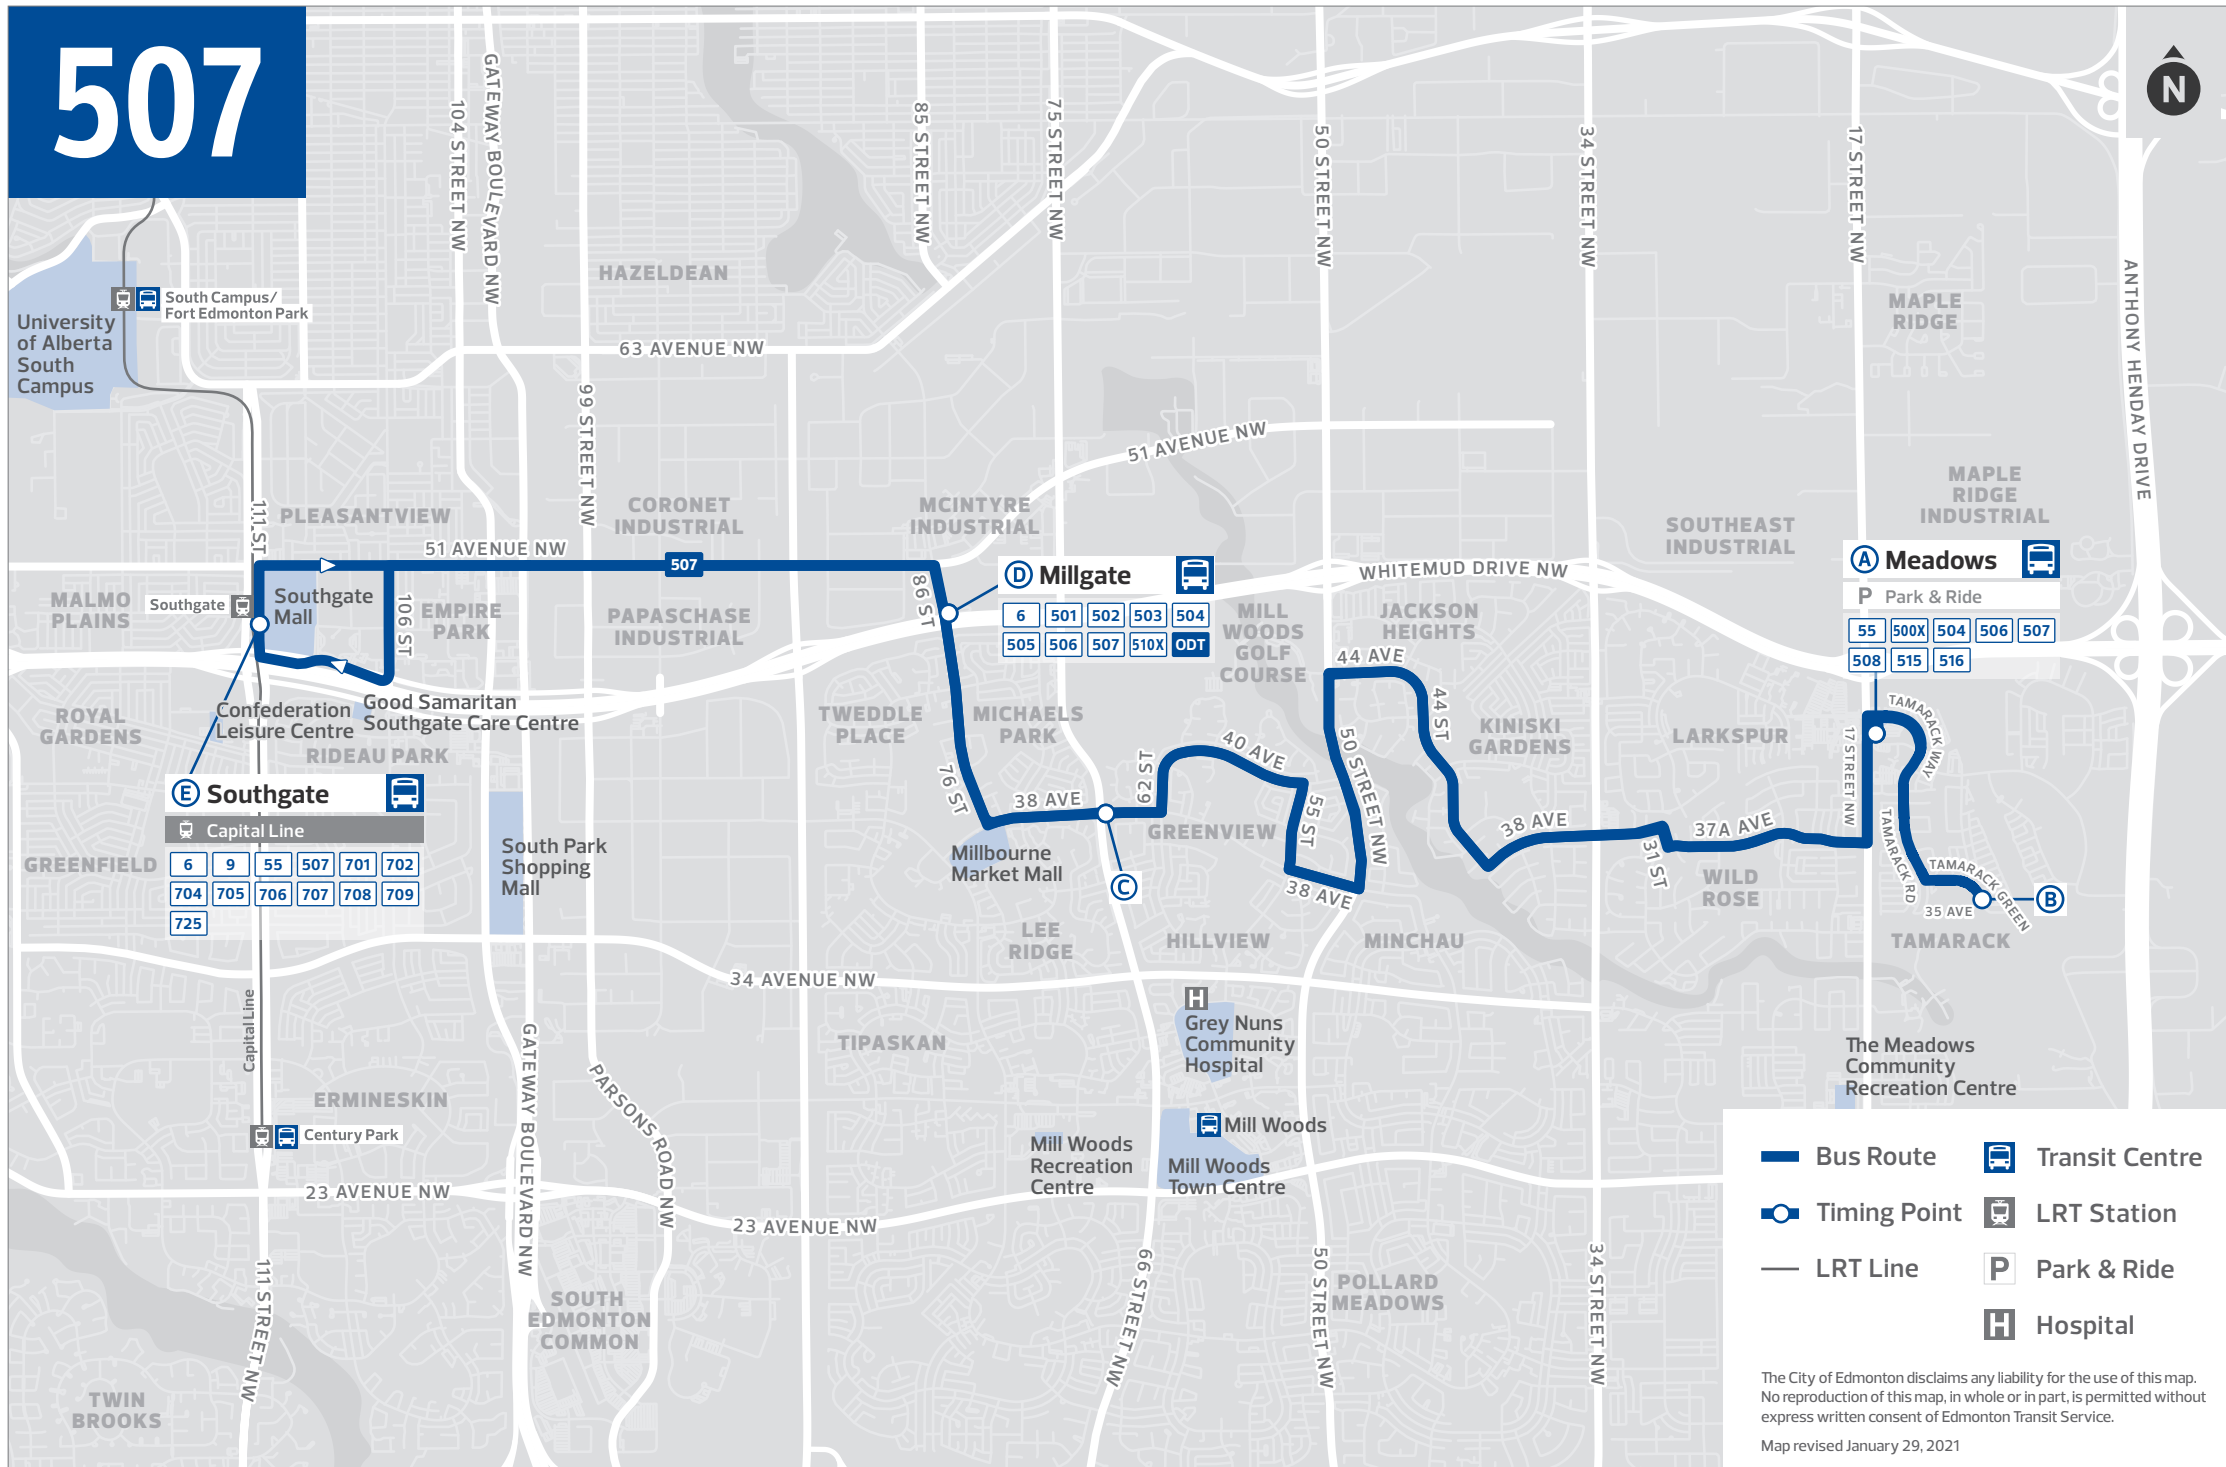 507
N
104 STREET NW
GATEWAY BOULEVARD NW
85 STREET NW
75 STREET NW
50 STREET NW
34 STREET NW
17 STREET NW
ANTHONY HENDAY DRIVE
HAZELDEAN
MAPLE
RIDGE
South Campus/
Fort Edmonton Park
University
of Alberta
South
Campus
63 AVENUE NW
99 STREET NW
51 AVENUE NW
111 ST
PLEASANTVIEW
CORONET
INDUSTRIAL
MCINTYRE
INDUSTRIAL
SOUTHEAST
INDUSTRIAL
MAPLE
RIDGE
INDUSTRIAL
51 AVENUE NW
507
WHITEMUD DRIVE NW
A Meadows
P Park & Ride
55 500X 504 506 507
508 515 516
D Millgate
6 501 502 503 504
505 506 507 510X ODT
86 ST
MALMO
PLAINS
Southgate
Southgate
Mall
106 ST
EMPIRE
PARK
PAPASCHASE
INDUSTRIAL
MILL
WOODS
GOLF
COURSE
JACKSON
HEIGHTS
44 AVE
44 ST
ROYAL
GARDENS
Confederation
Leisure Centre
Good Samaritan
Southgate Care Centre
RIDEAU PARK
TWEDDLE
PLACE
MICHAELS
PARK
40 AVE
62 ST
50 STREET NW
KINISKI
GARDENS
LARKSPUR
17 STREET NW
TAMARACK WAY
E Southgate
Capital Line
6 9 55 507 701 702
704 705 706 707 708 709
725
GREENFIELD
76 ST
38 AVE
GREENVIEW
55 ST
38 AVE
38 AVE
31 ST
37A AVE
TAMARACK RD
TAMARACK GREEN
35 AVE
B
C
South Park
Shopping
Mall
Millbourne
Market Mall
WILD
ROSE
LEE
RIDGE
HILLVIEW
MINCHAU
TAMARACK
34 AVENUE NW
Capital Line
H
Grey Nuns
Community
Hospital
TIPASKAN
The Meadows
Community
Recreation Centre
ERMINESKIN
GATEWAY BOULEVARD NW
PARSONS ROAD NW
Century Park
Mill Woods
Mill Woods
Recreation
Centre
Mill Woods
Town Centre
23 AVENUE NW
23 AVENUE NW
111 STREET NW
66 STREET NW
50 STREET NW
34 STREET NW
POLLARD
MEADOWS
SOUTH
EDMONTON
COMMON
TWIN
BROOKS
Bus Route
Transit Centre
Timing Point
LRT Station
LRT Line
P Park & Ride
H Hospital
The City of Edmonton disclaims any liability for the use of this map.
No reproduction of this map, in whole or in part, is permitted without
express written consent of Edmonton Transit Service.
Map revised January 29, 2021